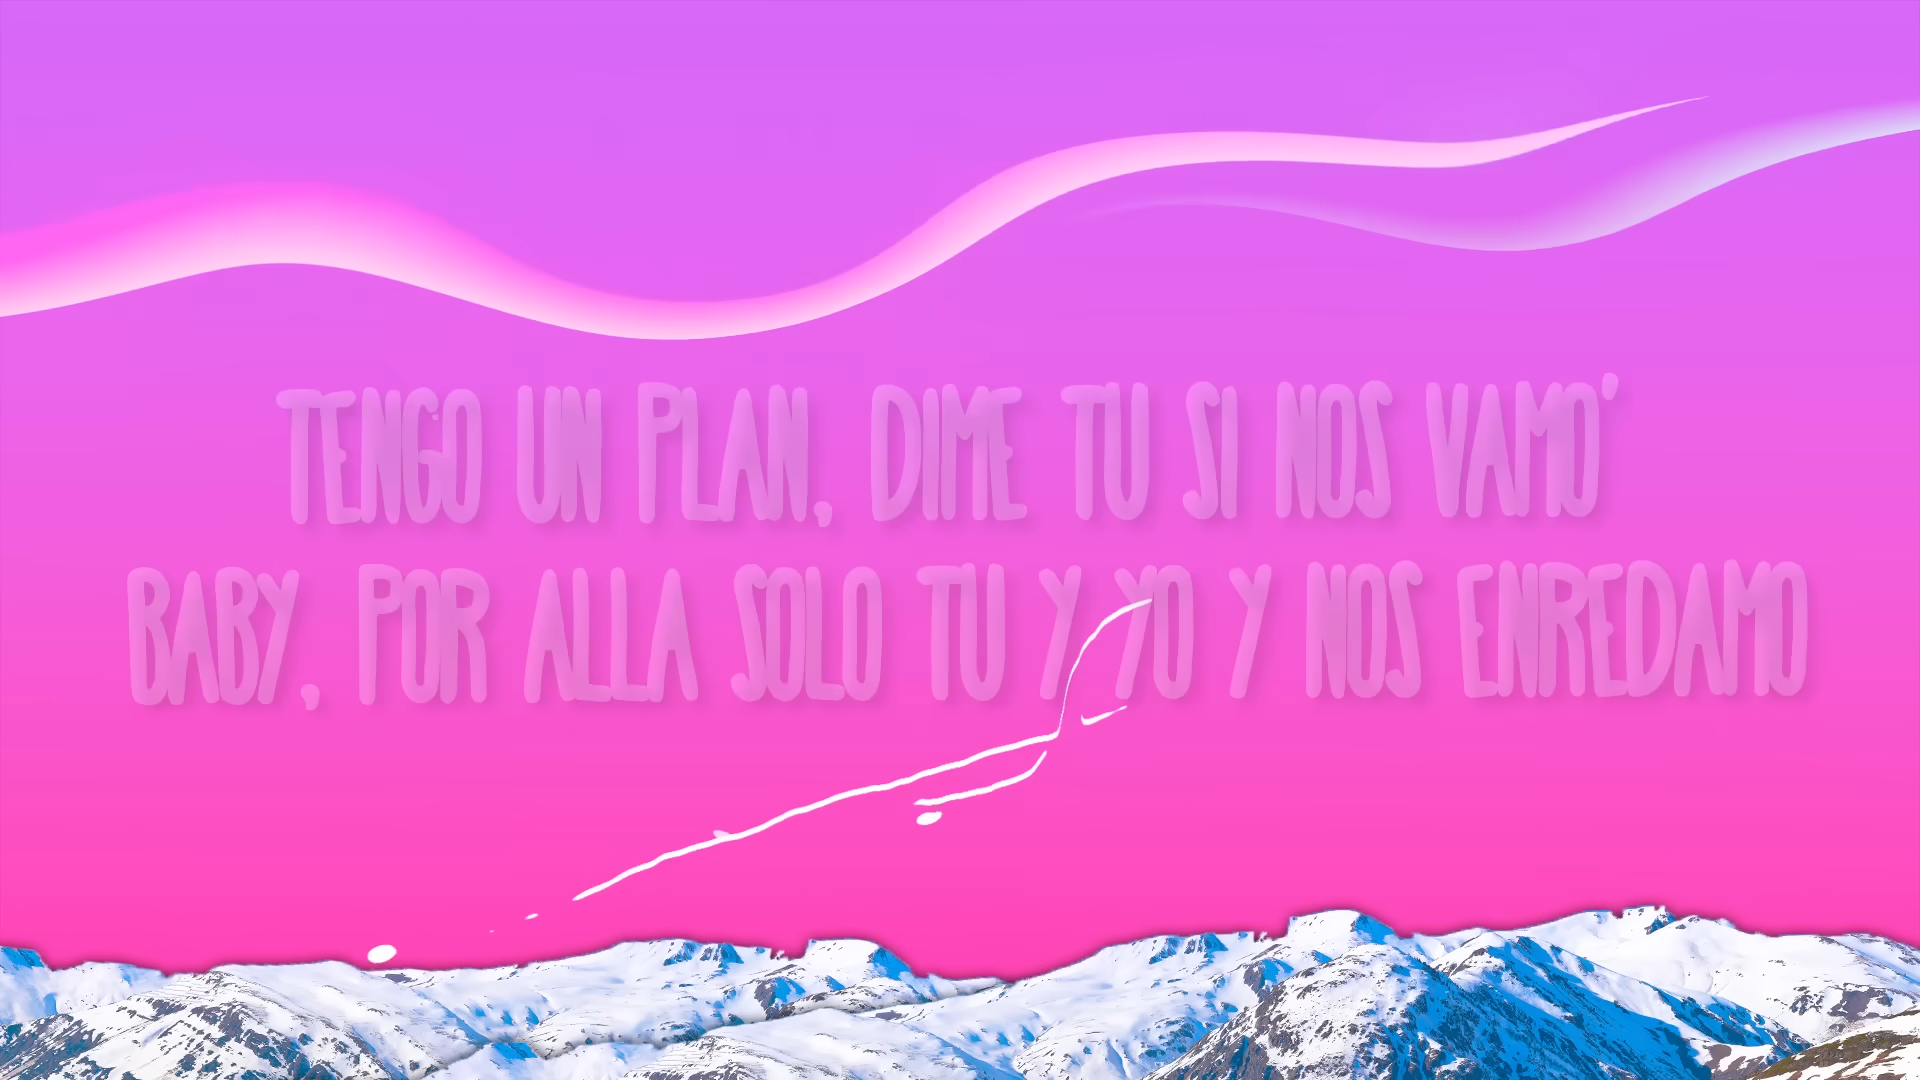 TENGO UN PLAN, DIME TU SI NOS VAMO'
BABY, POR ALLA SOLO TU Y YO Y NOS ENREDAMO